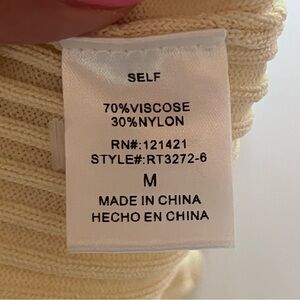 SELF
70%VISCOSE
30%NYLON
RN#:121421
STYLE#:RT3272-6
M
MADE IN CHINA
HECHO EN CHINA